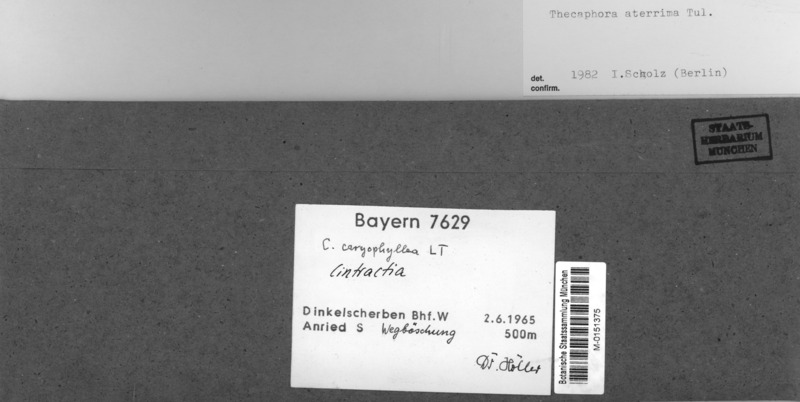 Thecaphora aterrima Tul.
det.
confirm.
1982 I.Scholz (Berlin)
STAATS-
HERBARIUM
MÜNCHEN
Bayern 7629
C. caryophyllea LT
Cintractia
Dinkelscherben Bhf.W 2.6.1965
Anried S Wegböschung 500m
Dr. Höller
Botanische Staatssammlung München
M-0151375